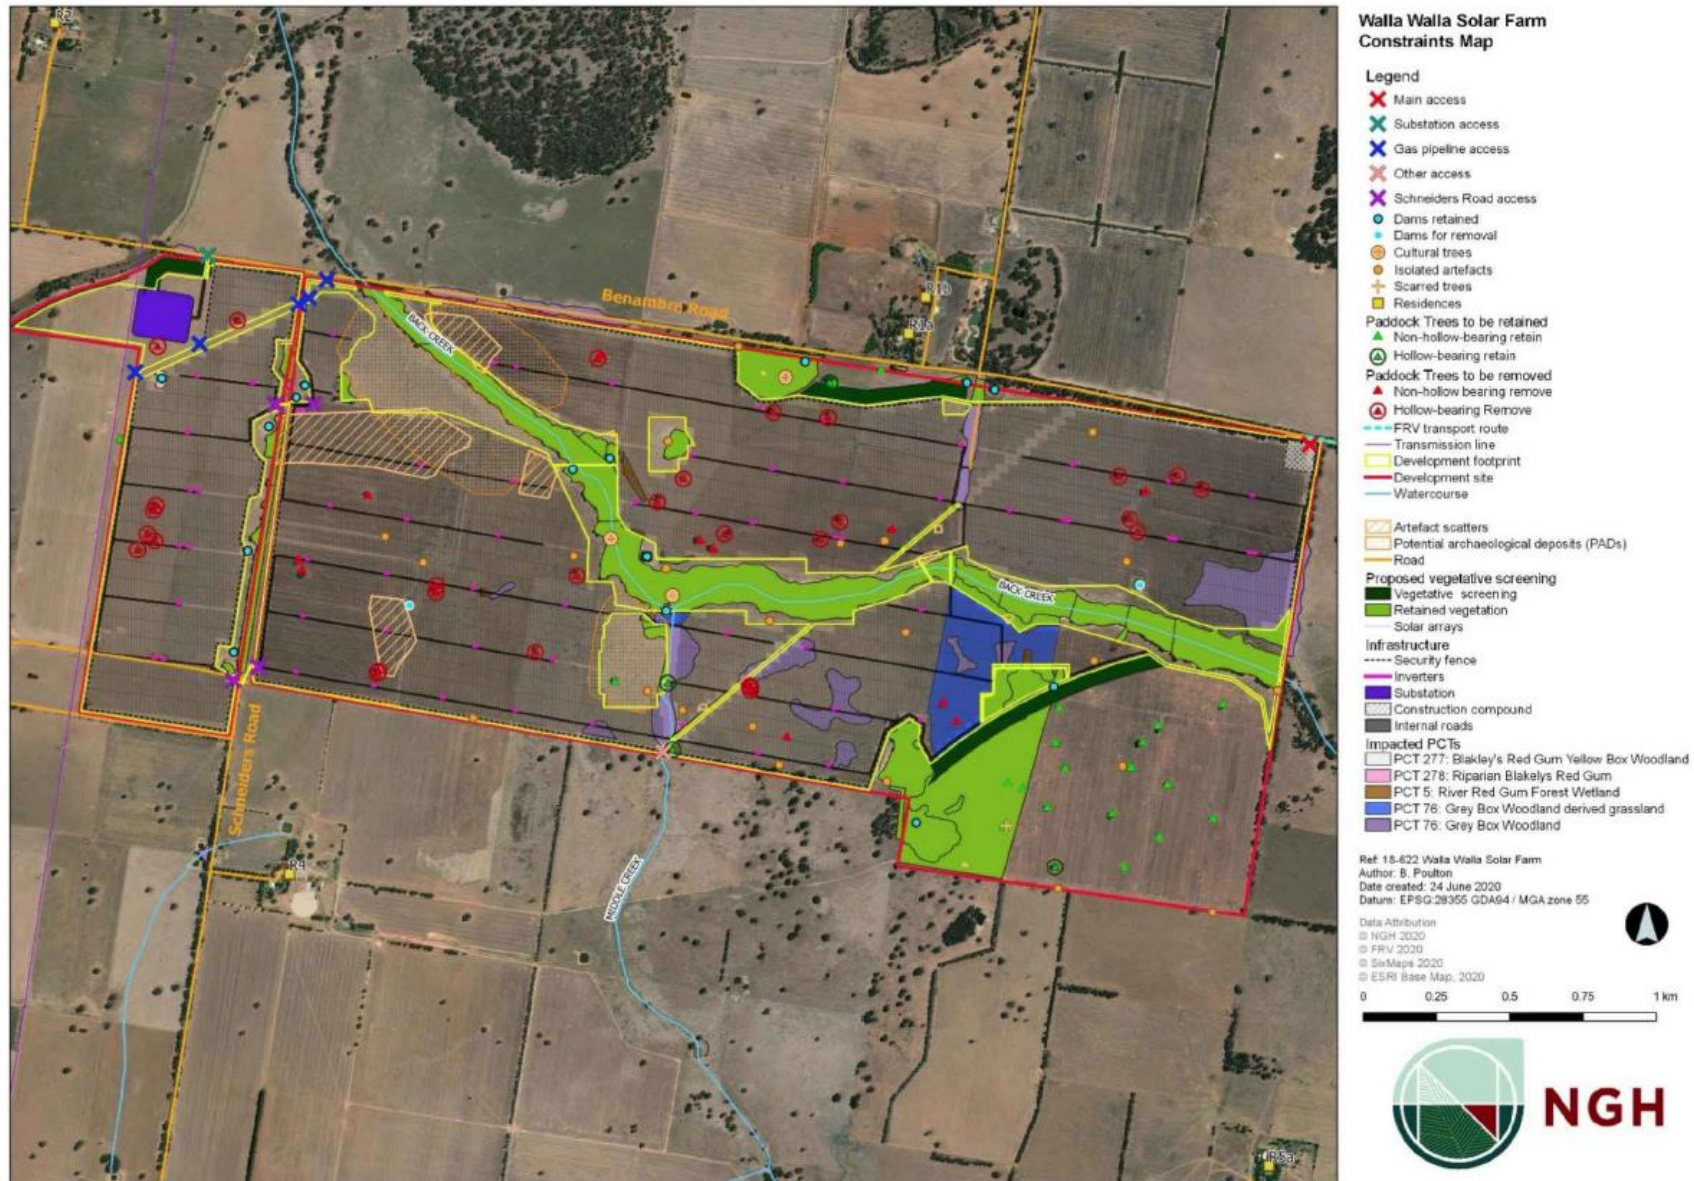 Walla Walla Solar Farm
Constraints Map
Legend
Main access
Substation access
Gas pipeline access
Other access
Schneiders Road access
Dams retained
Dams for removal
Cultural trees
Isolated artefacts
Scarred trees
Residences
Paddock Trees to be retained
Non-hollow-bearing retain
Hollow-bearing retain
Paddock Trees to be removed
Non-hollow bearing remove
Hollow-bearing Remove
FRV transport route
Transmission line
Development footprint
Development site
Watercourse
Artefact scatters
Potential archaeological deposits (PADs)
Road
Proposed vegetative screening
Vegetative screening
Retained vegetation
Solar arrays
Infrastructure
Security fence
Inverters
Substation
Construction compound
Internal roads
Impacted PCTs
PCT 277: Blakley's Red Gum Yellow Box Woodland
PCT 278: Riparian Blakelys Red Gum
PCT 5: River Red Gum Forest Wetland
PCT 76: Grey Box Woodland derived grassland
PCT 76: Grey Box Woodland
Ref: 18-622 Walla Walla Solar Farm
Author: B. Poulton
Date created: 24 June 2020
Datum: EPSG:28355 GDA94 / MGA zone 55
Data Attribution
© NGH 2020
© FRV 2020
© SixMaps 2020
© ESRI Base Map, 2020
0 0.25 0.5 0.75 1 km
NGH
R2
Benambra Road
R1b
R1a
BACK CREEK
BACK CREEK
Schneiders Road
R4
MIDDLE CREEK
R5a